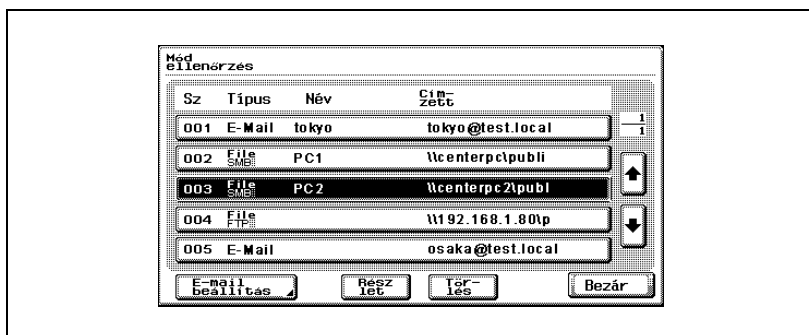 Mód
ellenőrzés
Sz Típus Név Cím-
zett
001 E-Mail tokyo tokyo@test.local
1
1
002 File
SMB PC1 \\centerpc\publi
003 File
SMB PC2 \\centerpc2\publ
004 File
FTP \\192.168.1.80\p
005 E-Mail osaka@test.local
E-mail
beállítás
Rész
let
Tör-
lés
Bezár